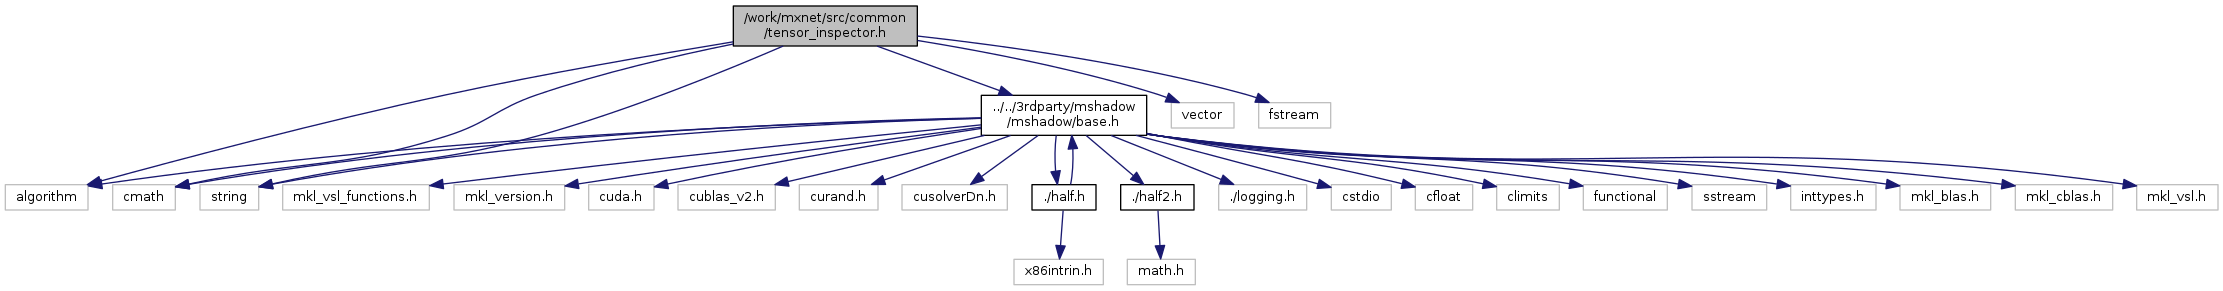 /work/mxnet/src/common
/tensor_inspector.h
../../3rdparty/mshadow
/mshadow/base.h
vector
fstream
algorithm
cmath
string
mkl_vsl_functions.h
mkl_version.h
cuda.h
cublas_v2.h
curand.h
cusolverDn.h
./half.h
./half2.h
./logging.h
cstdio
cfloat
climits
functional
sstream
inttypes.h
mkl_blas.h
mkl_cblas.h
mkl_vsl.h
x86intrin.h
math.h